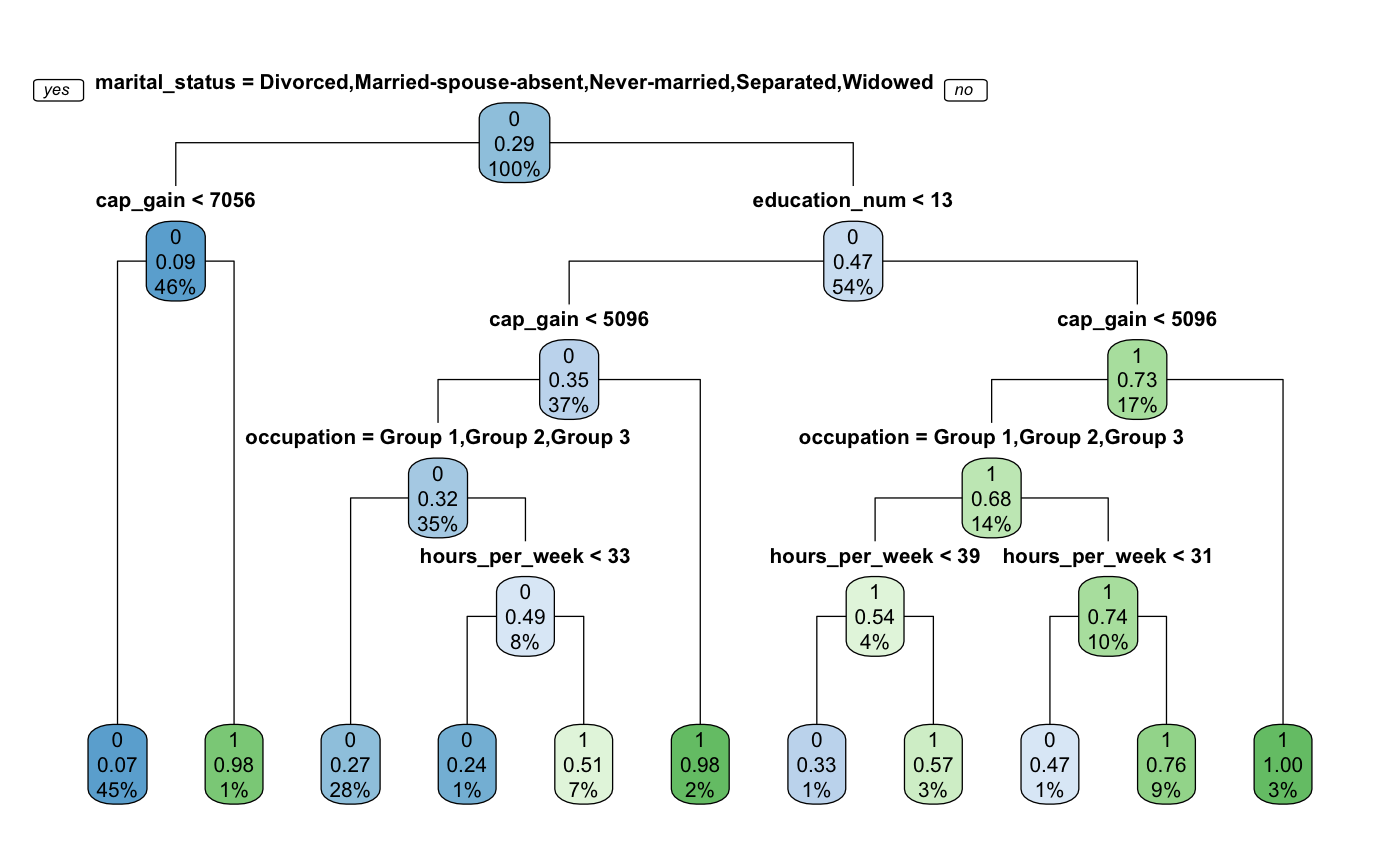 yes marital_status = Divorced,Married-spouse-absent,Never-married,Separated,Widowed no
0
0.29
100%
cap_gain < 7056 education_num < 13
0 0
0.09 0.47
46% 54%
cap_gain < 5096 cap_gain < 5096
0 1
0.35 0.73
37% 17%
occupation = Group 1,Group 2,Group 3 occupation = Group 1,Group 2,Group 3
0 1
0.32 0.68
35% 14%
hours_per_week < 33 hours_per_week < 39 hours_per_week < 31
0 1 1
0.49 0.54 0.74
8% 4% 10%
0 1 0 0 1 1 0 1 0 1 1
0.07 0.98 0.27 0.24 0.51 0.98 0.33 0.57 0.47 0.76 1.00
45% 1% 28% 1% 7% 2% 1% 3% 1% 9% 3%